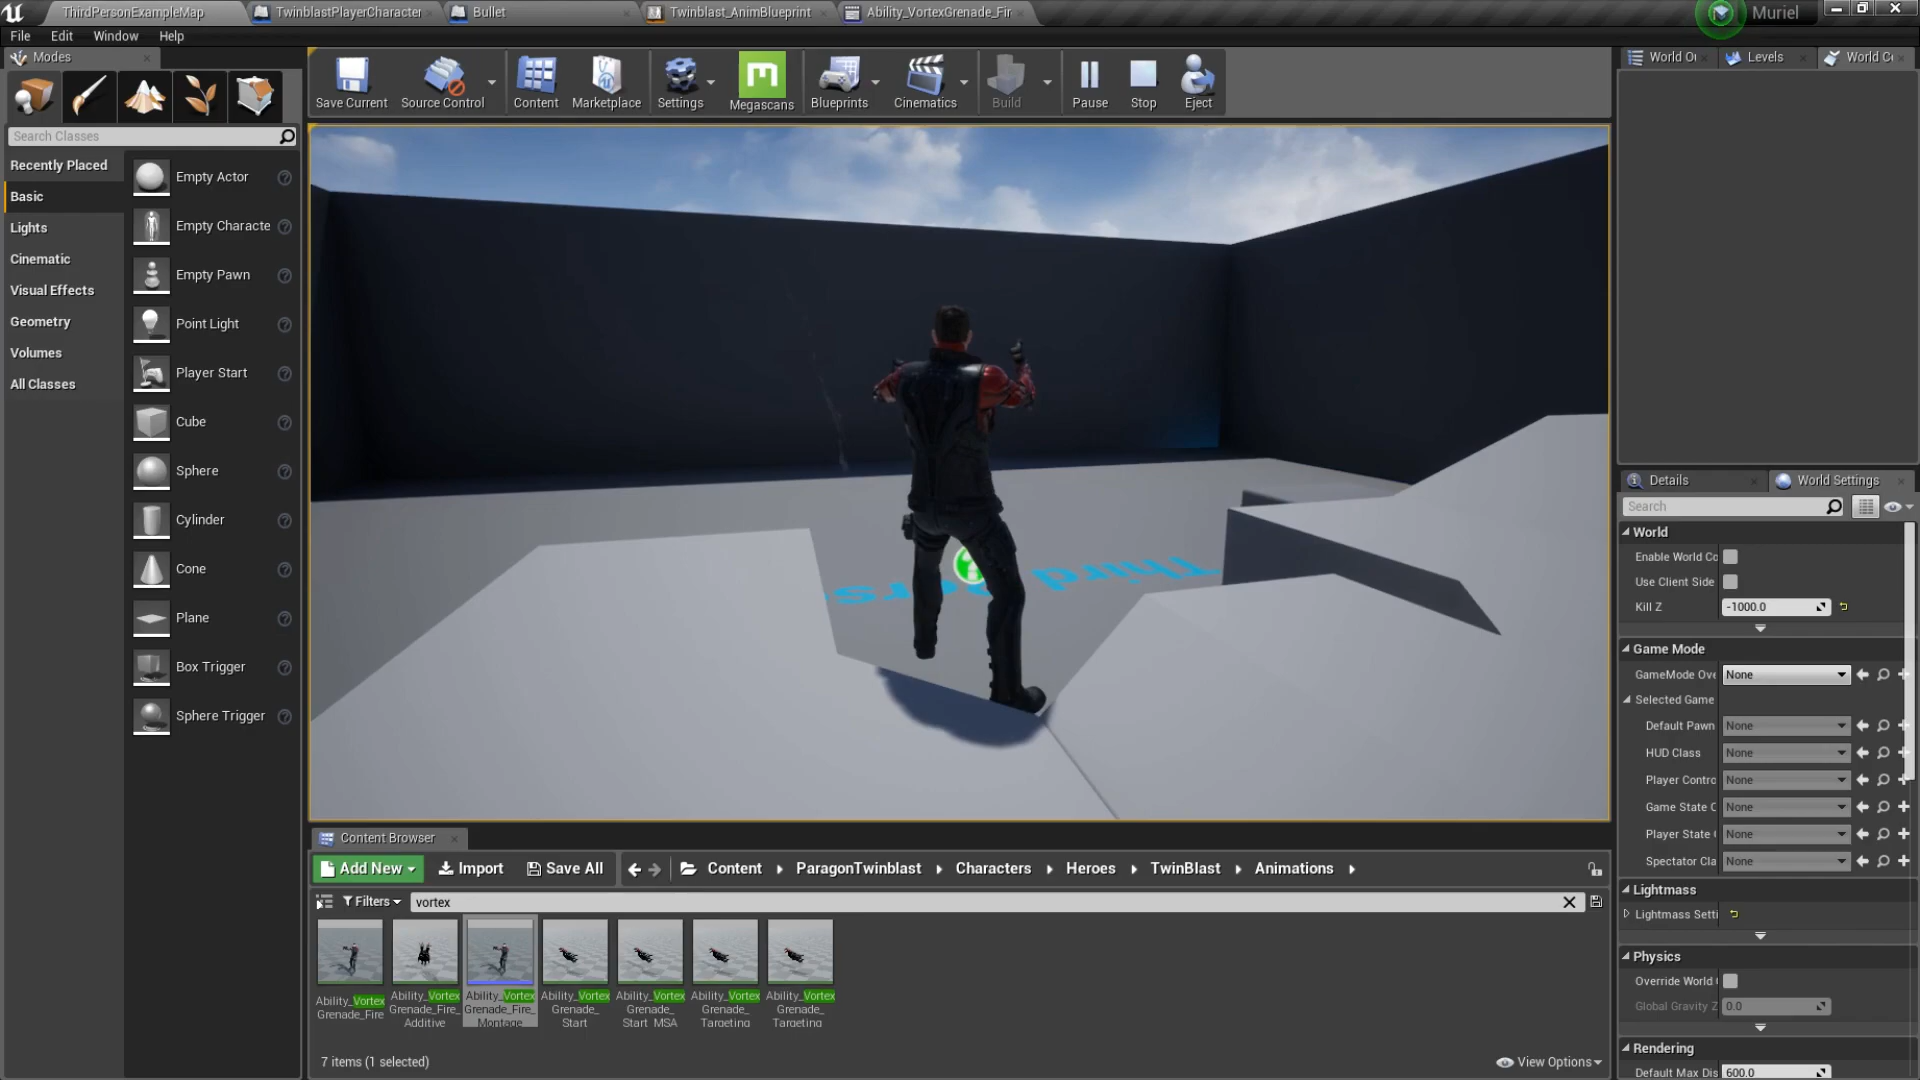 ThirdPersonExampleMap
TwinblastPlayerCharacter
Bullet
Twinblast_AnimBlueprint
Ability_VortexGrenade_Fir
Muriel
File Edit Window Help
Modes
Search Classes
Recently Placed
Basic
Lights
Cinematic
Visual Effects
Geometry
Volumes
All Classes
Empty Actor
Empty Characte
Empty Pawn
Point Light
Player Start
Cube
Sphere
Cylinder
Cone
Plane
Box Trigger
Sphere Trigger
Save Current
Source Control
Content
Marketplace
Settings
Megascans
Blueprints
Cinematics
Build
Pause
Stop
Eject
Third Pers
Content Browser
Add New
Import
Save All
Content
ParagonTwinblast
Characters
Heroes
TwinBlast
Animations
Filters
vortex
Ability_Vortex
Grenade_Fire
Ability_Vortex
Grenade_Fire_
Additive
Ability_Vortex
Grenade_Fire_
Montage
Ability_Vortex
Grenade_
Start
Ability_Vortex
Grenade_
Start_MSA
Ability_Vortex
Grenade_
Targeting
Ability_Vortex
Grenade_
Targeting
7 items (1 selected)
View Options
World O
Levels
World C
Details
World Settings
Search
World
Enable World Co
Use Client Side
Kill Z -1000.0
Game Mode
GameMode Ove None
Selected Game
Default Pawn None
HUD Class None
Player Contro None
Game State C None
Player State None
Spectator Cla None
Lightmass
Lightmass Setti
Physics
Override World
Global Gravity Z 0.0
Rendering
Default Max Dis 600.0